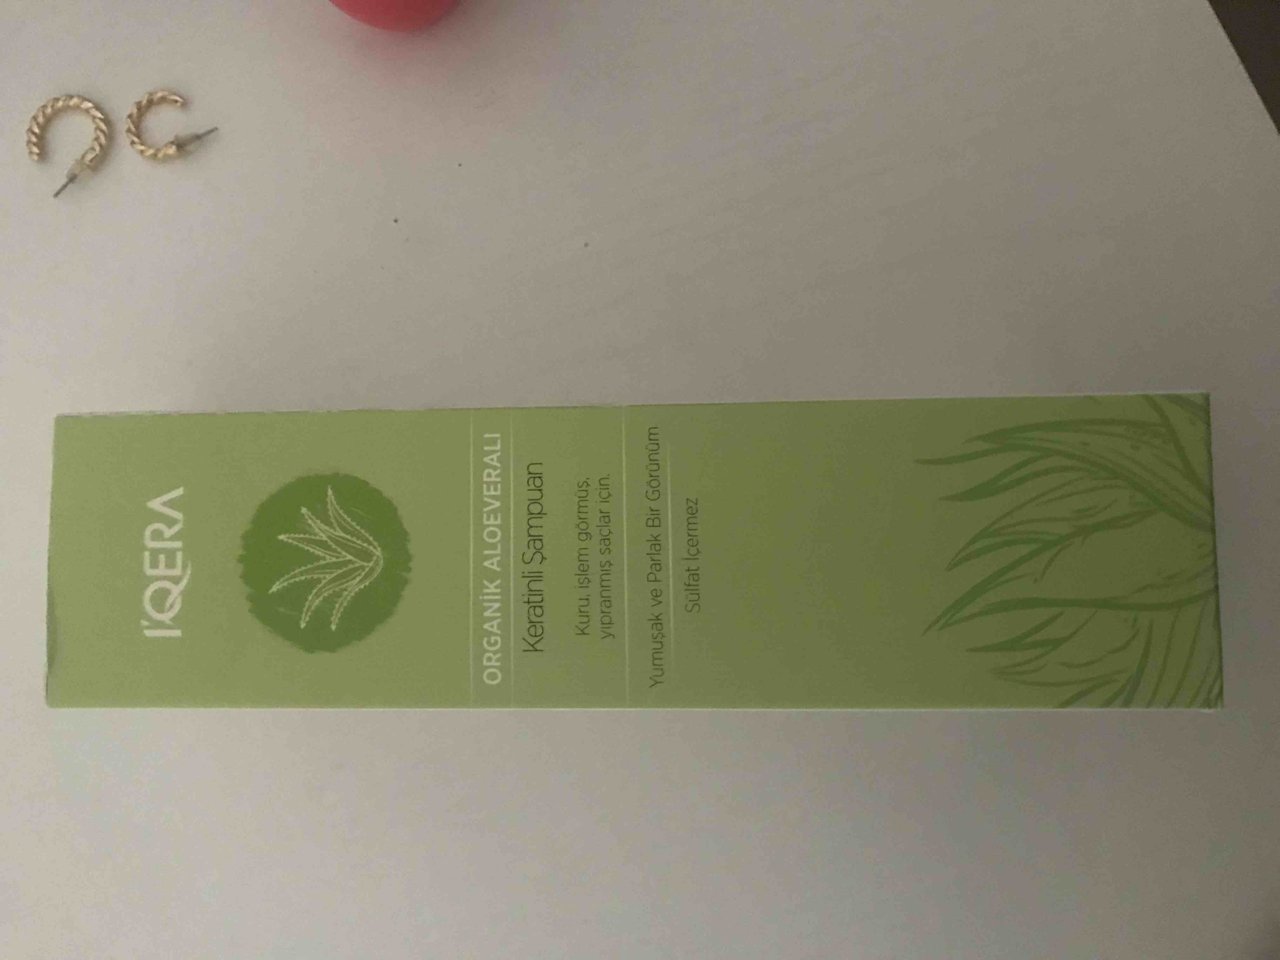 I'QERA
ORGANİK ALOEVERALI
Keratinli Şampuan
Kuru, işlem görmüş,
yıpranmış saçlar için.
Yumuşak ve Parlak Bir Görünüm
Sülfat İçermez